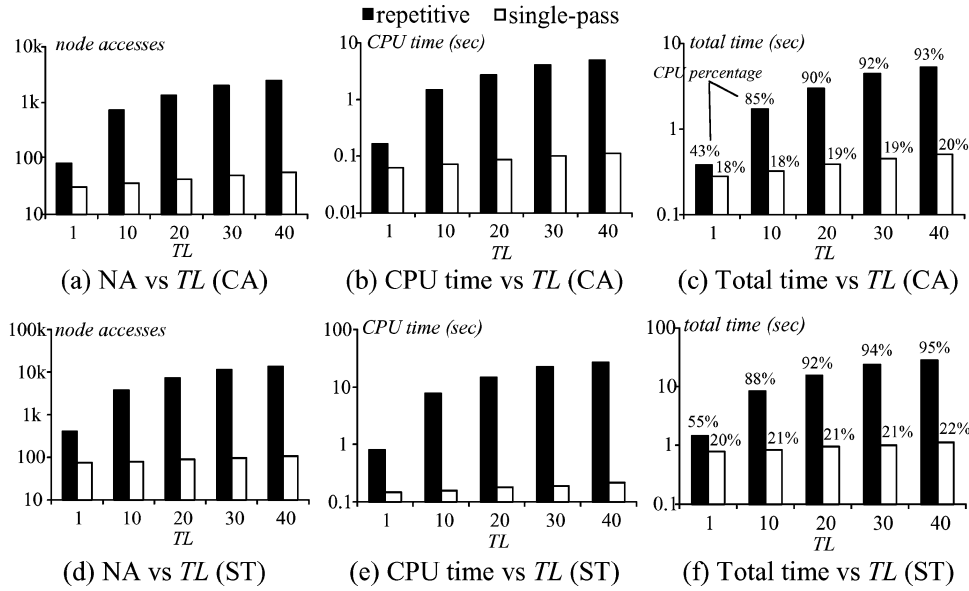 repetitive single-pass
node accesses
10k
1k
100
10
1 10 20 30 40
TL
(a) NA vs TL (CA)
CPU time (sec)
10
1
0.1
0.01
1 10 20 30 40
TL
(b) CPU time vs TL (CA)
total time (sec)
CPU percentage
10
1
0.1
43% 18% 85% 18% 90% 19% 92% 19% 93% 20%
1 10 20 30 40
TL
(c) Total time vs TL (CA)
node accesses
100k
10k
1k
100
10
1 10 20 30 40
TL
(d) NA vs TL (ST)
CPU time (sec)
100
10
1
0.1
1 10 20 30 40
TL
(e) CPU time vs TL (ST)
total time (sec)
100
10
1
0.1
55% 20% 88% 21% 92% 21% 94% 21% 95% 22%
1 10 20 30 40
TL
(f) Total time vs TL (ST)